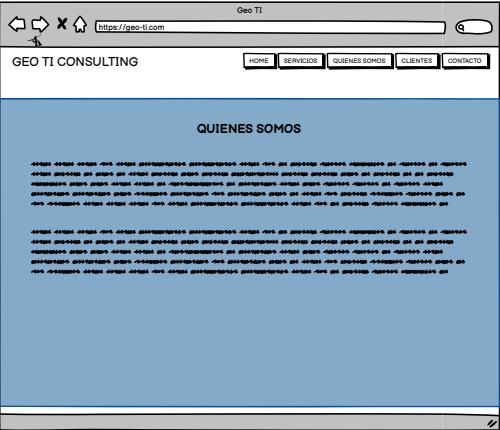 Geo TI
https://geo-ti.com
GEO TI CONSULTING
HOME
SERVICIOS
QUIENES SOMOS
CLIENTES
CONTACTO
QUIENES SOMOS